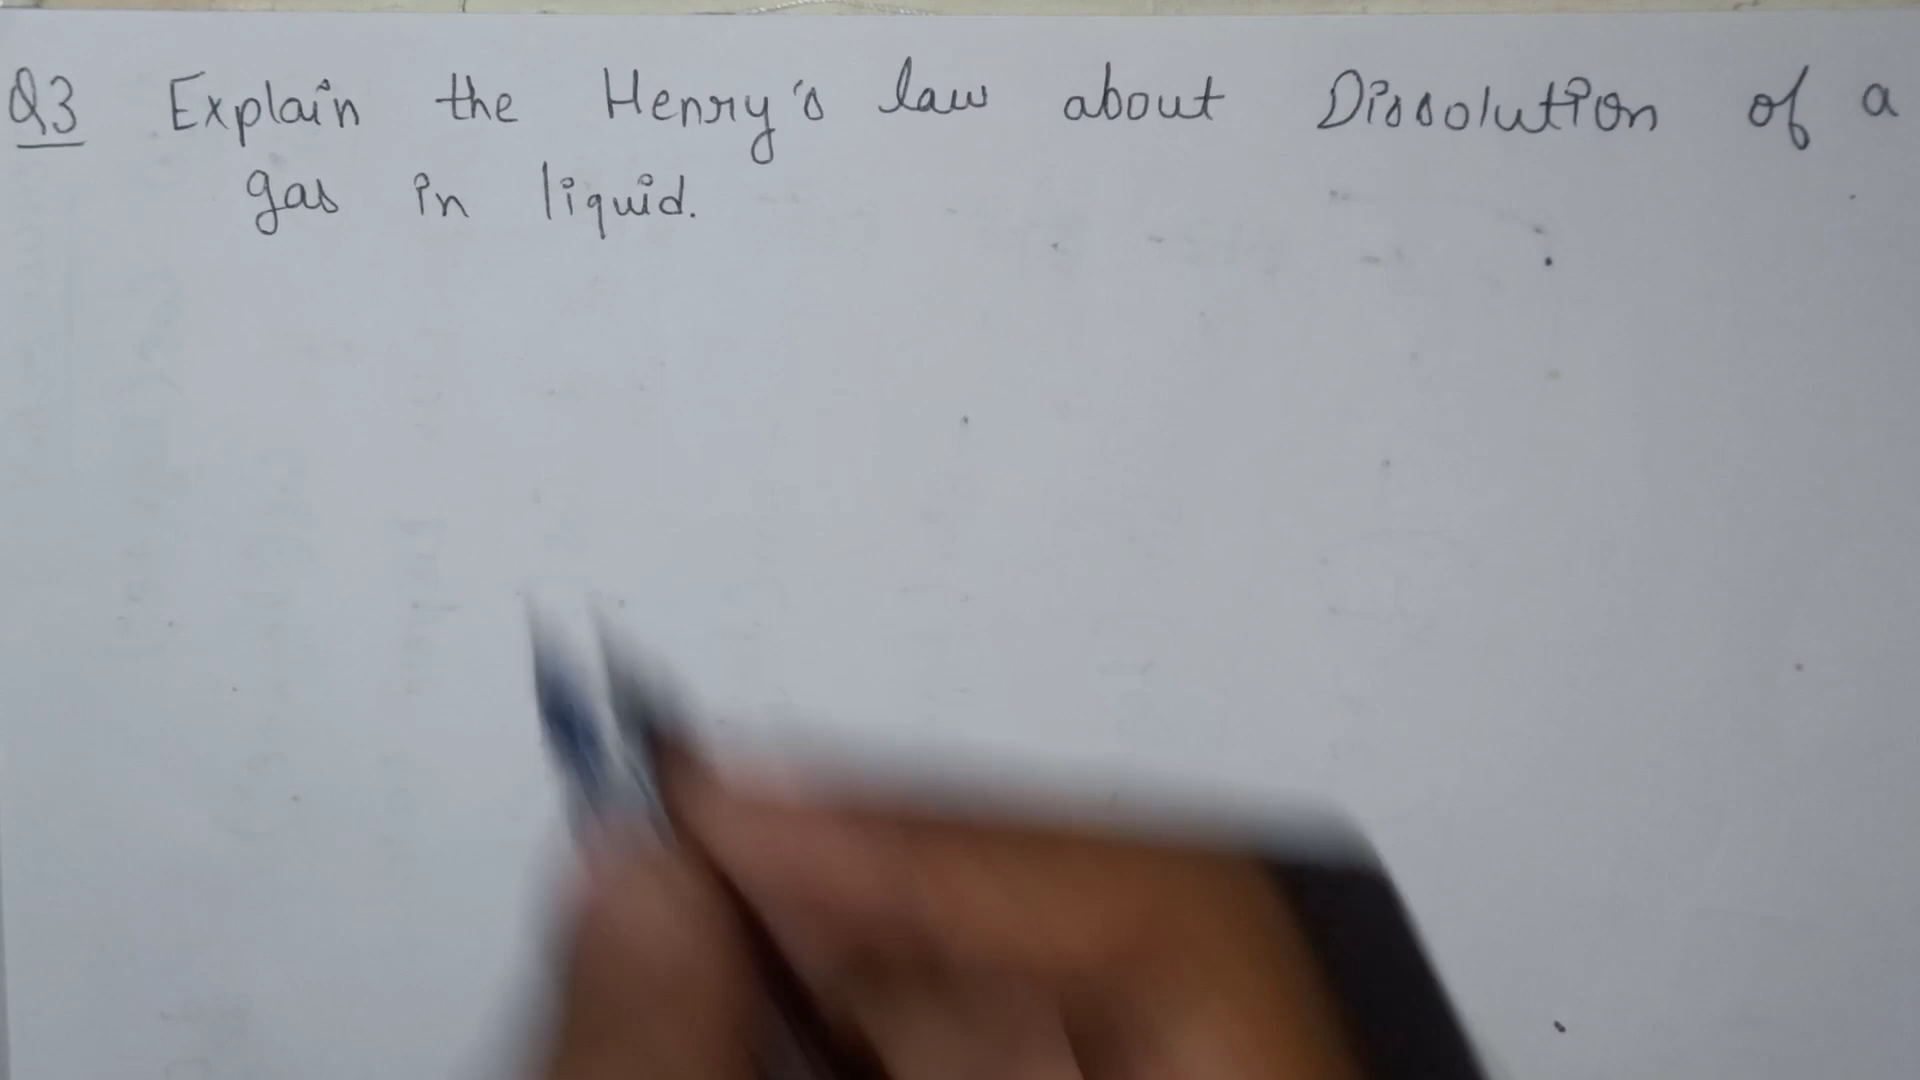 Q3 Explain the Henry's law about Dissolution of a
gas in liquid.